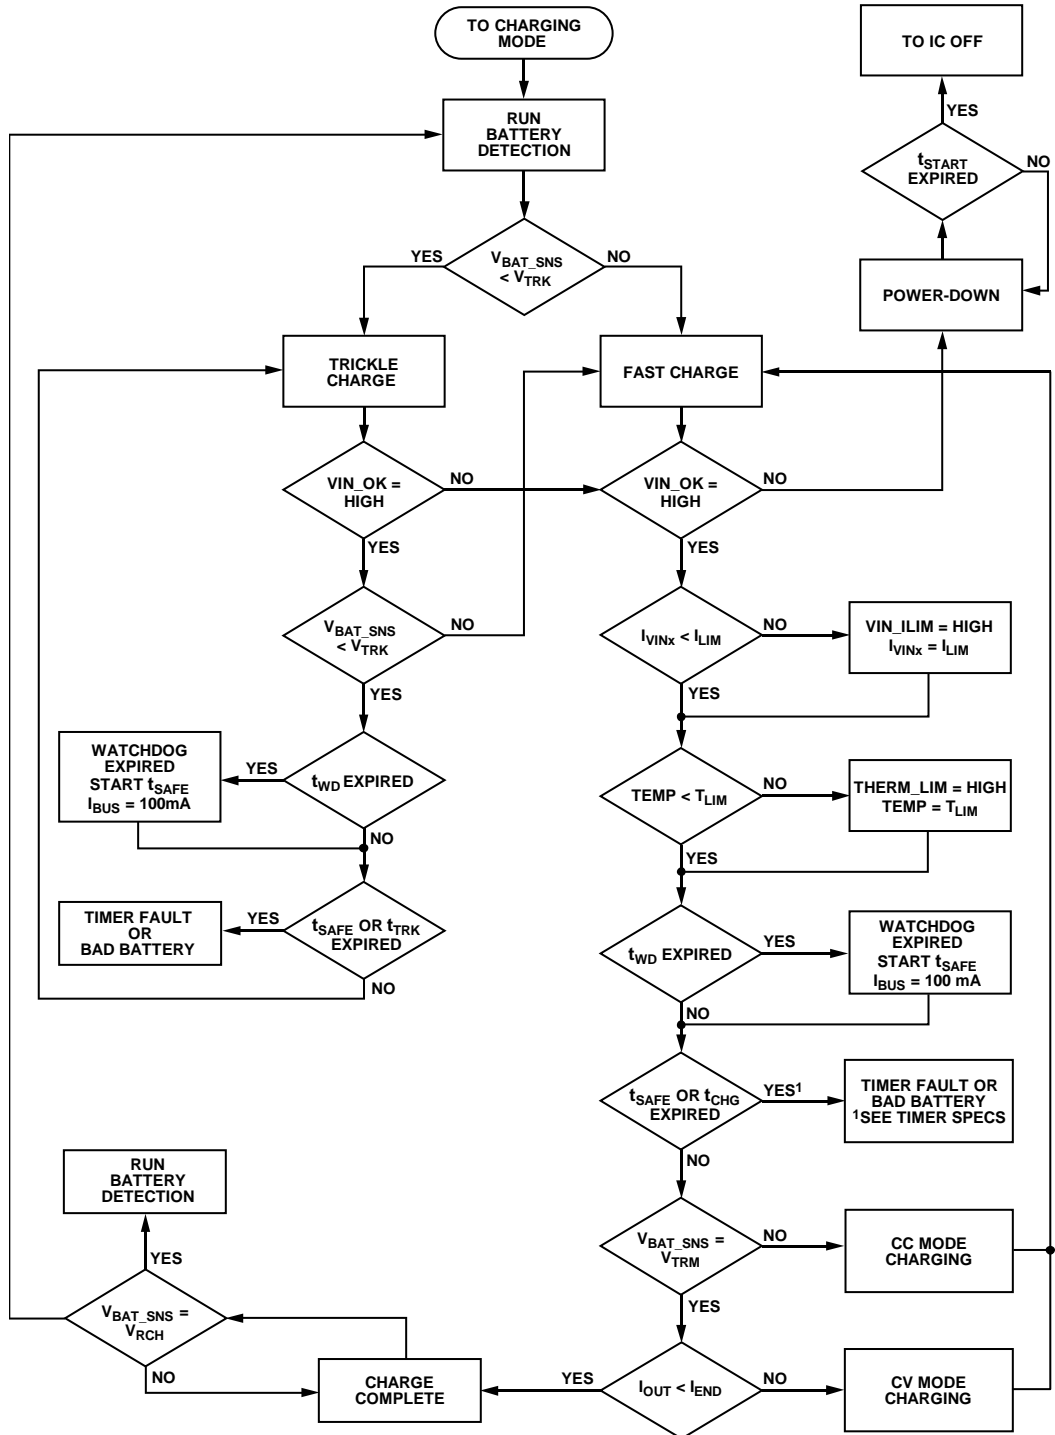 TO CHARGING
MODE
TO IC OFF
YES
RUN
BATTERY
DETECTION
tSTART
EXPIRED
NO
YES
VBAT_SNS
< VTRK
NO
POWER-DOWN
TRICKLE
CHARGE
FAST CHARGE
VIN_OK =
HIGH
NO
VIN_OK =
HIGH
NO
YES
YES
VBAT_SNS
< VTRK
NO
IVINx < ILIM
NO
VIN_ILIM = HIGH
IVINx = ILIM
YES
YES
WATCHDOG
EXPIRED
START tSAFE
IBUS = 100mA
YES
tWD EXPIRED
NO
TEMP < TLIM
NO
THERM_LIM = HIGH
TEMP = TLIM
YES
TIMER FAULT
OR
BAD BATTERY
YES
tSAFE OR tTRK
EXPIRED
NO
tWD EXPIRED
YES
WATCHDOG
EXPIRED
START tSAFE
IBUS = 100 mA
NO
tSAFE OR tCHG
EXPIRED
YES1
TIMER FAULT OR
BAD BATTERY
1SEE TIMER SPECS
NO
RUN
BATTERY
DETECTION
YES
VBAT_SNS =
VTRM
NO
CC MODE
CHARGING
YES
VBAT_SNS =
VRCH
NO
CHARGE
COMPLETE
YES
IOUT < IEND
NO
CV MODE
CHARGING